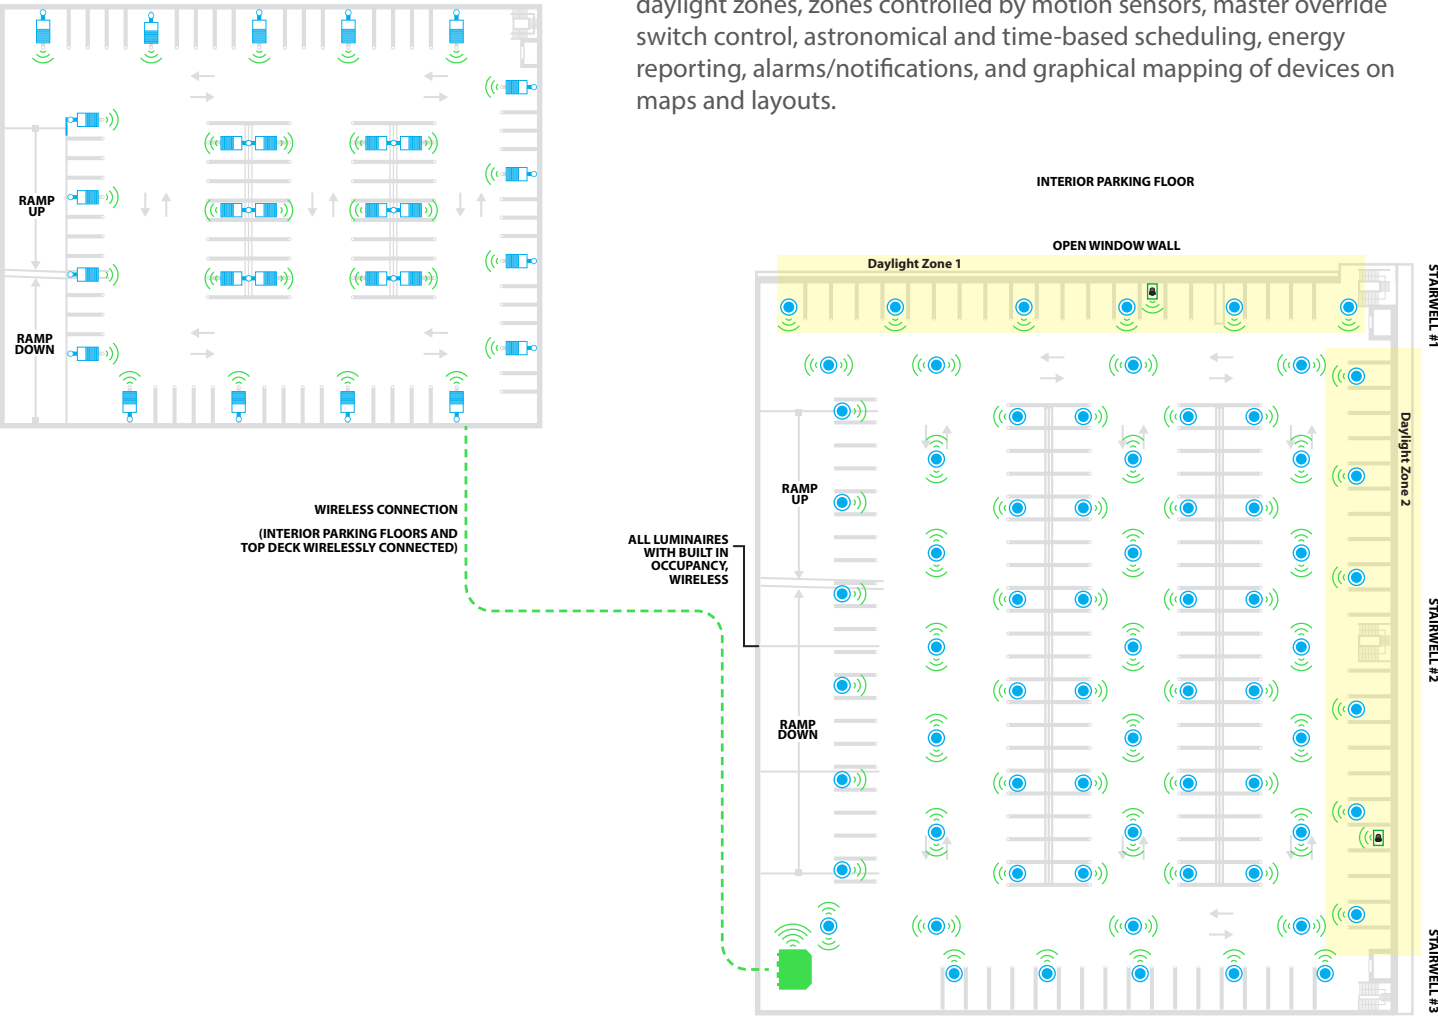 daylight zones, zones controlled by motion sensors, master override
switch control, astronomical and time-based scheduling, energy
reporting, alarms/notifications, and graphical mapping of devices on
maps and layouts.
RAMP
UP
RAMP
DOWN
WIRELESS CONNECTION
(INTERIOR PARKING FLOORS AND
TOP DECK WIRELESSLY CONNECTED)
INTERIOR PARKING FLOOR
OPEN WINDOW WALL
Daylight Zone 1
STAIRWELL #1
Daylight Zone 2
RAMP
UP
ALL LUMINAIRES
WITH BUILT IN
OCCUPANCY,
WIRELESS
STAIRWELL #2
RAMP
DOWN
STAIRWELL #3